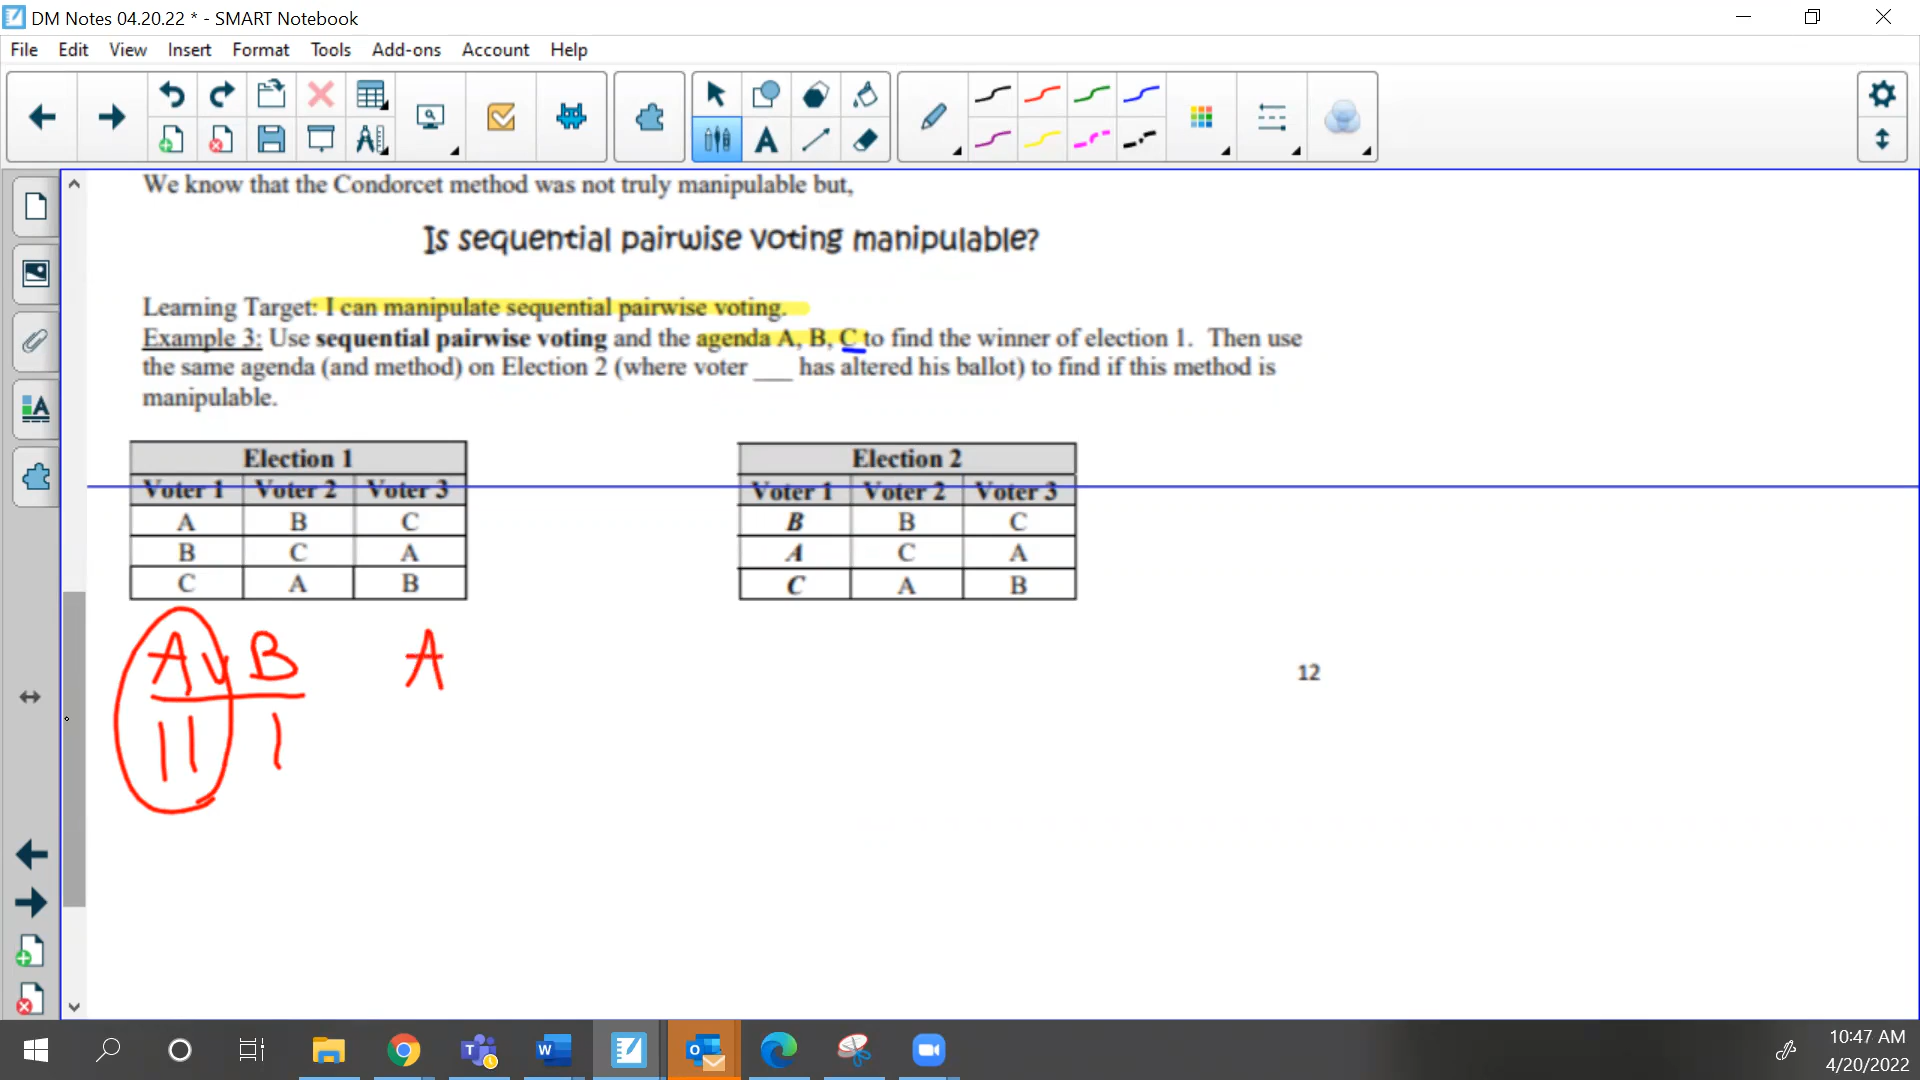 DM Notes 04.20.22 * - SMART Notebook
File Edit View Insert Format Tools Add-ons Account Help
We know that the Condorcet method was not truly manipulable but,
Is sequential pairwise voting manipulable?
Learning Target: I can manipulate sequential pairwise voting.
Example 3: Use sequential pairwise voting and the agenda A, B, C to find the winner of election 1. Then use
the same agenda (and method) on Election 2 (where voter ___ has altered his ballot) to find if this method is
manipulable.
Election 1
Voter 1 Voter 2 Voter 3
A B C
B C A
C A B
Election 2
Voter 1 Voter 2 Voter 3
B B C
A C A
C A B
A v B A
11 1
12
10:47 AM
4/20/2022